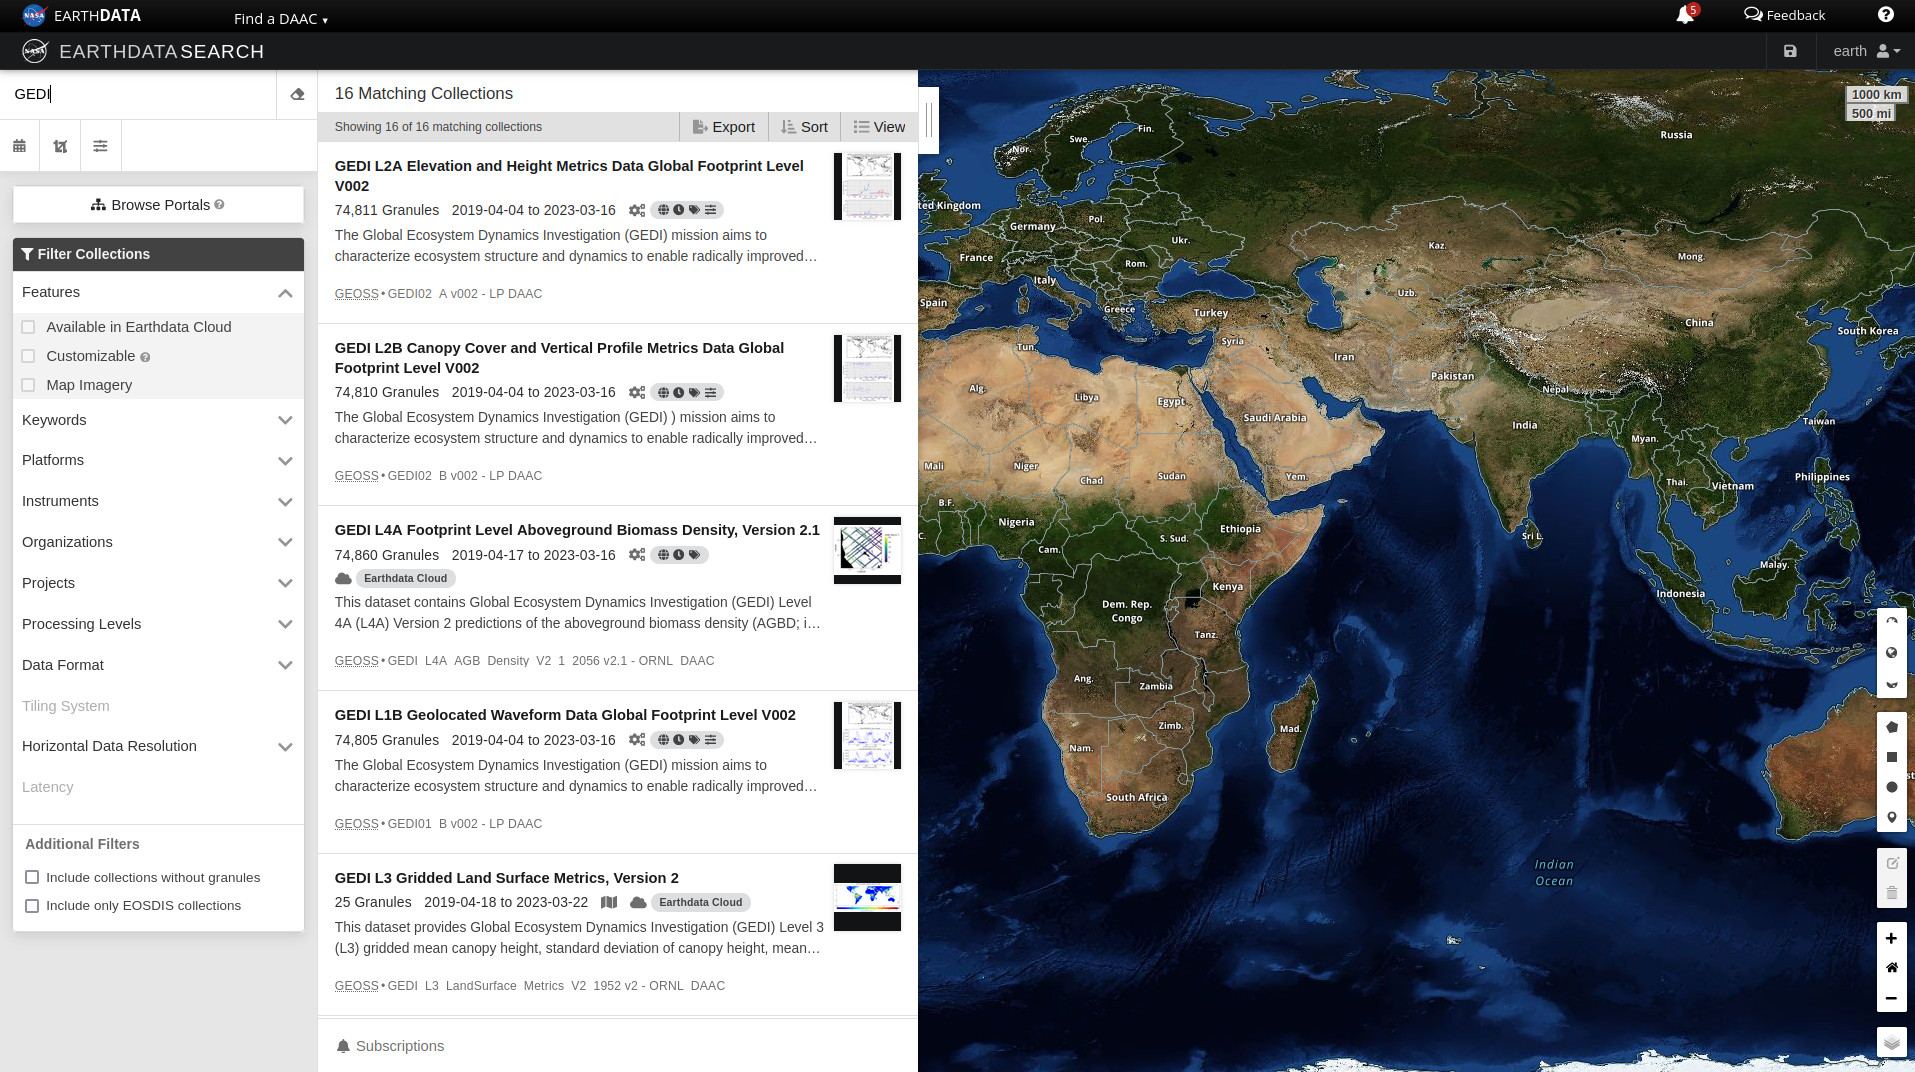 EARTHDATA
Find a DAAC ▾
5
Feedback
EARTHDATA SEARCH
earth
GEDI
Browse Portals
Filter Collections
Features
Available in Earthdata Cloud
Customizable
Map Imagery
Keywords
Platforms
Instruments
Organizations
Projects
Processing Levels
Data Format
Tiling System
Horizontal Data Resolution
Latency
Additional Filters
Include collections without granules
Include only EOSDIS collections
16 Matching Collections
Showing 16 of 16 matching collections
Export
Sort
View
GEDI L2A Elevation and Height Metrics Data Global Footprint Level
V002
74,811 Granules 2019-04-04 to 2023-03-16
The Global Ecosystem Dynamics Investigation (GEDI) mission aims to
characterize ecosystem structure and dynamics to enable radically improved…
GEOSS • GEDI02 A v002 - LP DAAC
GEDI L2B Canopy Cover and Vertical Profile Metrics Data Global
Footprint Level V002
74,810 Granules 2019-04-04 to 2023-03-16
The Global Ecosystem Dynamics Investigation (GEDI) ) mission aims to
characterize ecosystem structure and dynamics to enable radically improved…
GEOSS • GEDI02 B v002 - LP DAAC
GEDI L4A Footprint Level Aboveground Biomass Density, Version 2.1
74,860 Granules 2019-04-17 to 2023-03-16
Earthdata Cloud
This dataset contains Global Ecosystem Dynamics Investigation (GEDI) Level
4A (L4A) Version 2 predictions of the aboveground biomass density (AGBD; i…
GEOSS • GEDI L4A AGB Density V2 1 2056 v2.1 - ORNL DAAC
GEDI L1B Geolocated Waveform Data Global Footprint Level V002
74,805 Granules 2019-04-04 to 2023-03-16
The Global Ecosystem Dynamics Investigation (GEDI) mission aims to
characterize ecosystem structure and dynamics to enable radically improved…
GEOSS • GEDI01 B v002 - LP DAAC
GEDI L3 Gridded Land Surface Metrics, Version 2
25 Granules 2019-04-18 to 2023-03-22 Earthdata Cloud
This dataset provides Global Ecosystem Dynamics Investigation (GEDI) Level 3
(L3) gridded mean canopy height, standard deviation of canopy height, mean…
GEOSS • GEDI L3 LandSurface Metrics V2 1952 v2 - ORNL DAAC
Subscriptions
1000 km
500 mi
Russia
Fin.
Swe.
Nor.
ted Kingdom
Pol.
Germany
Ukr.
Kaz.
Mong.
France
Rom.
Italy
Uzb.
Spain
Greece
Turkey
China
South Korea
Tun.
Syria
Iran
Pakistan
Nepal
Alg.
Libya
Egypt
Saudi Arabia
India
Taiwan
Myan.
Mali
Niger
Chad
Sudan
Yem.
Thai.
Vietnam
Philippines
B.F.
Nigeria
Ethiopia
C.
Cam.
S. Sud.
Sri L.
Malay.
Kenya
Indonesia
Dem. Rep.
Congo
Tanz.
Ang.
Zambia
Zimb.
Mad.
Nam.
South Africa
st
Indian
Ocean